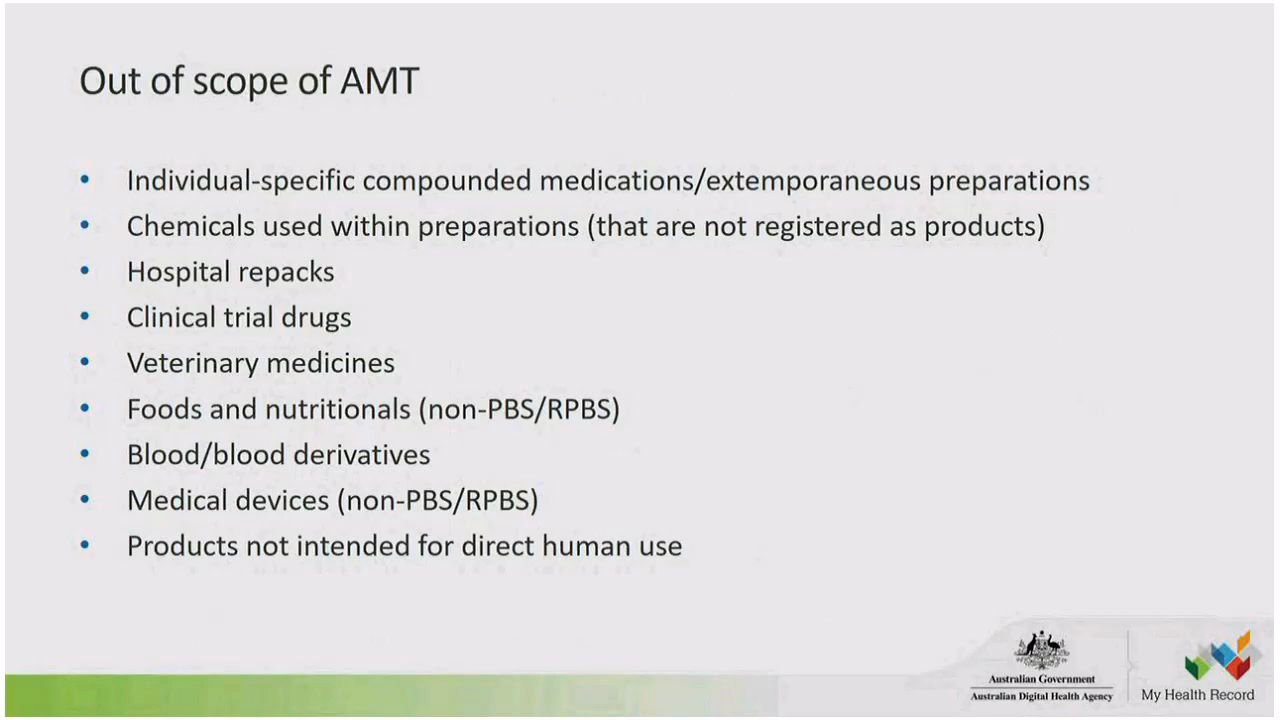 Out of scope of AMT
• Individual-specific compounded medications/extemporaneous preparations
• Chemicals used within preparations (that are not registered as products)
• Hospital repacks
• Clinical trial drugs
• Veterinary medicines
• Foods and nutritionals (non-PBS/RPBS)
• Blood/blood derivatives
• Medical devices (non-PBS/RPBS)
• Products not intended for direct human use
Australian Government
Australian Digital Health Agency
My Health Record